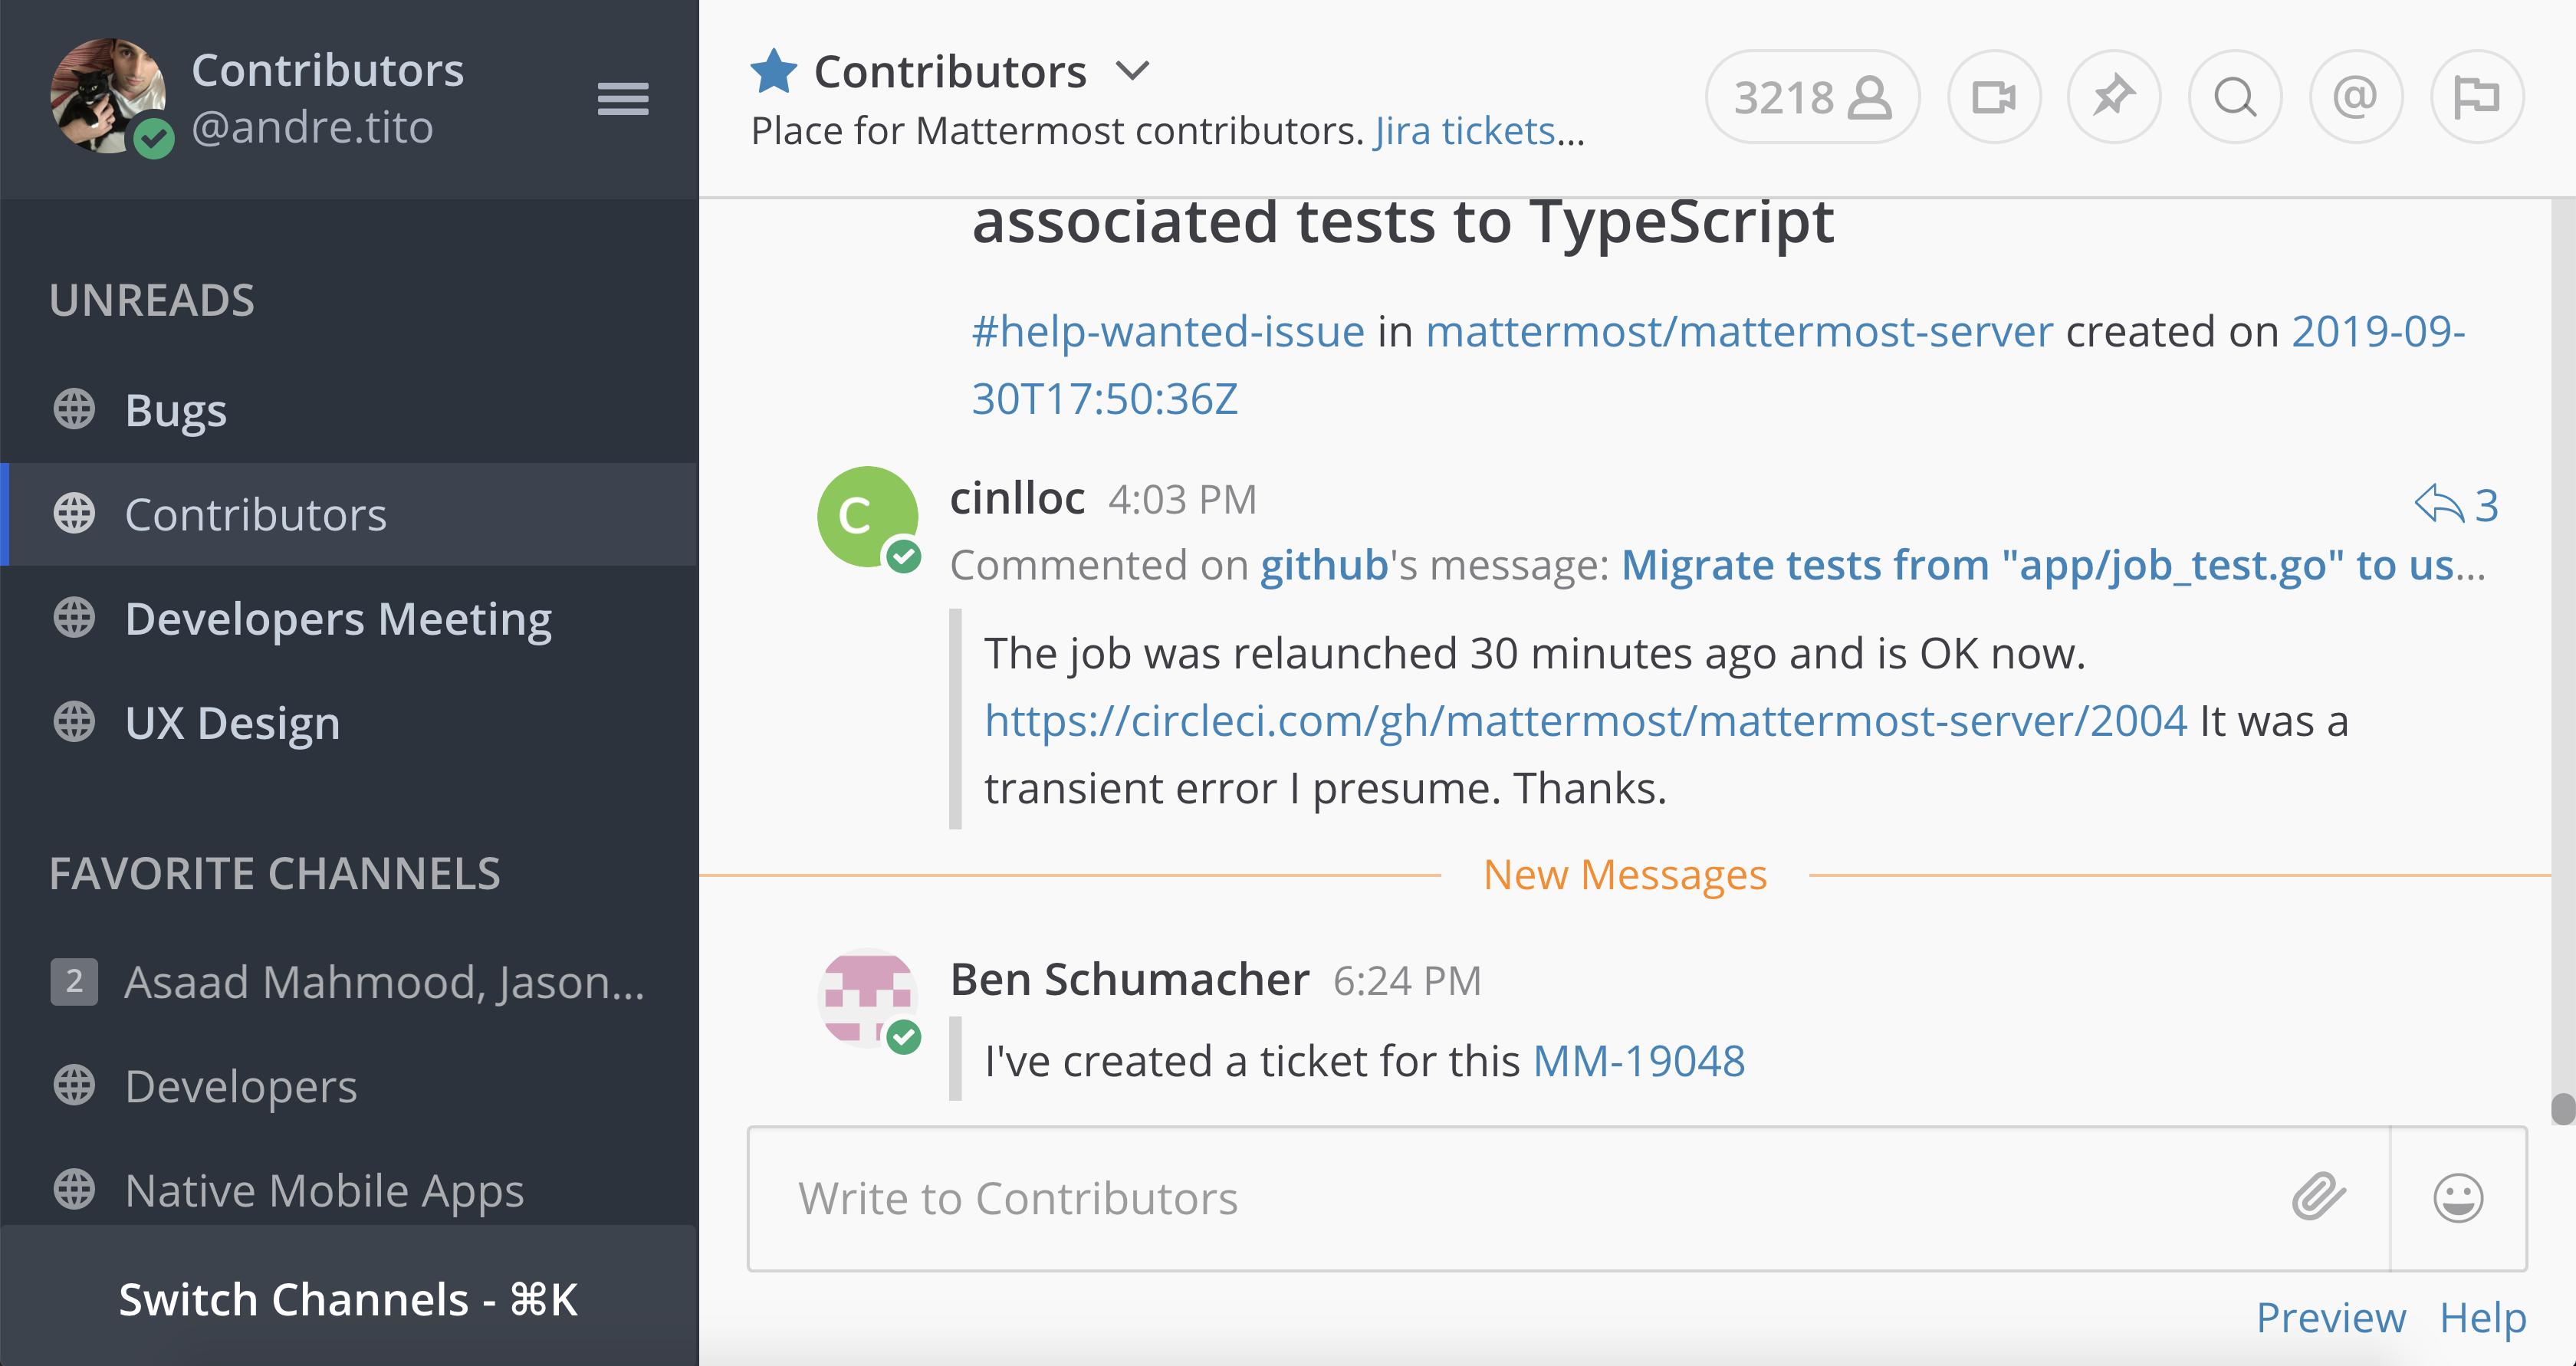 Contributors
@andre.tito
UNREADS
Bugs
Contributors
Developers Meeting
UX Design
FAVORITE CHANNELS
2 Asaad Mahmood, Jason...
Developers
Native Mobile Apps
Switch Channels - ⌘K
Contributors
Place for Mattermost contributors. Jira tickets...
3218
@
associated tests to TypeScript
#help-wanted-issue in mattermost/mattermost-server created on 2019-09-
30T17:50:36Z
C
cinlloc 4:03 PM
3
Commented on github's message: Migrate tests from "app/job_test.go" to us...
The job was relaunched 30 minutes ago and is OK now.
https://circleci.com/gh/mattermost/mattermost-server/2004 It was a
transient error I presume. Thanks.
New Messages
Ben Schumacher 6:24 PM
I've created a ticket for this MM-19048
Write to Contributors
Preview Help